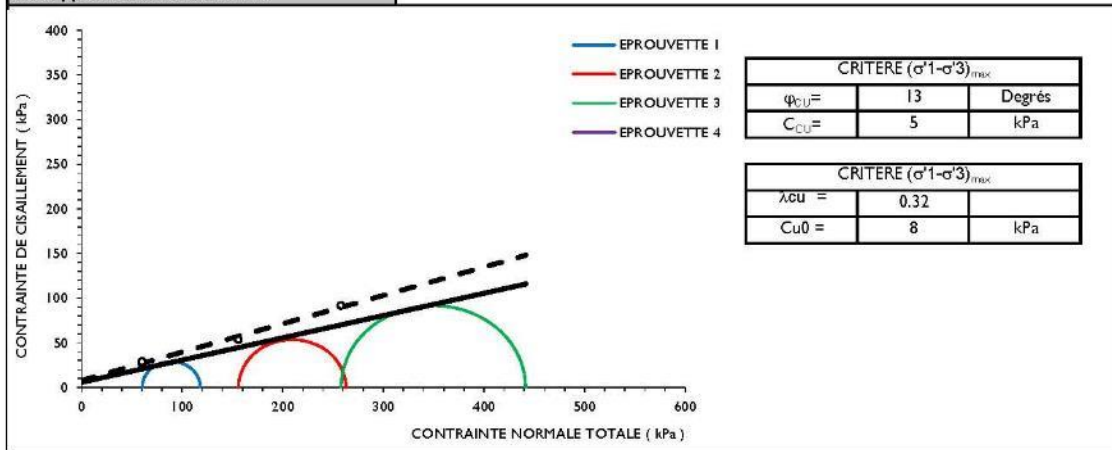 400
350
300
250
200
150
100
50
0
CONTRAINTE DE CISAILLEMENT ( kPa )
0 100 200 300 400 500 600
CONTRAINTE NORMALE TOTALE ( kPa )
EPROUVETTE 1
EPROUVETTE 2
EPROUVETTE 3
EPROUVETTE 4
CRITERE (σ'1-σ'3)max
φCU= 13 Degrés
CCU= 5 kPa
CRITERE (σ'1-σ'3)max
λcu = 0.32
Cu0 = 8 kPa